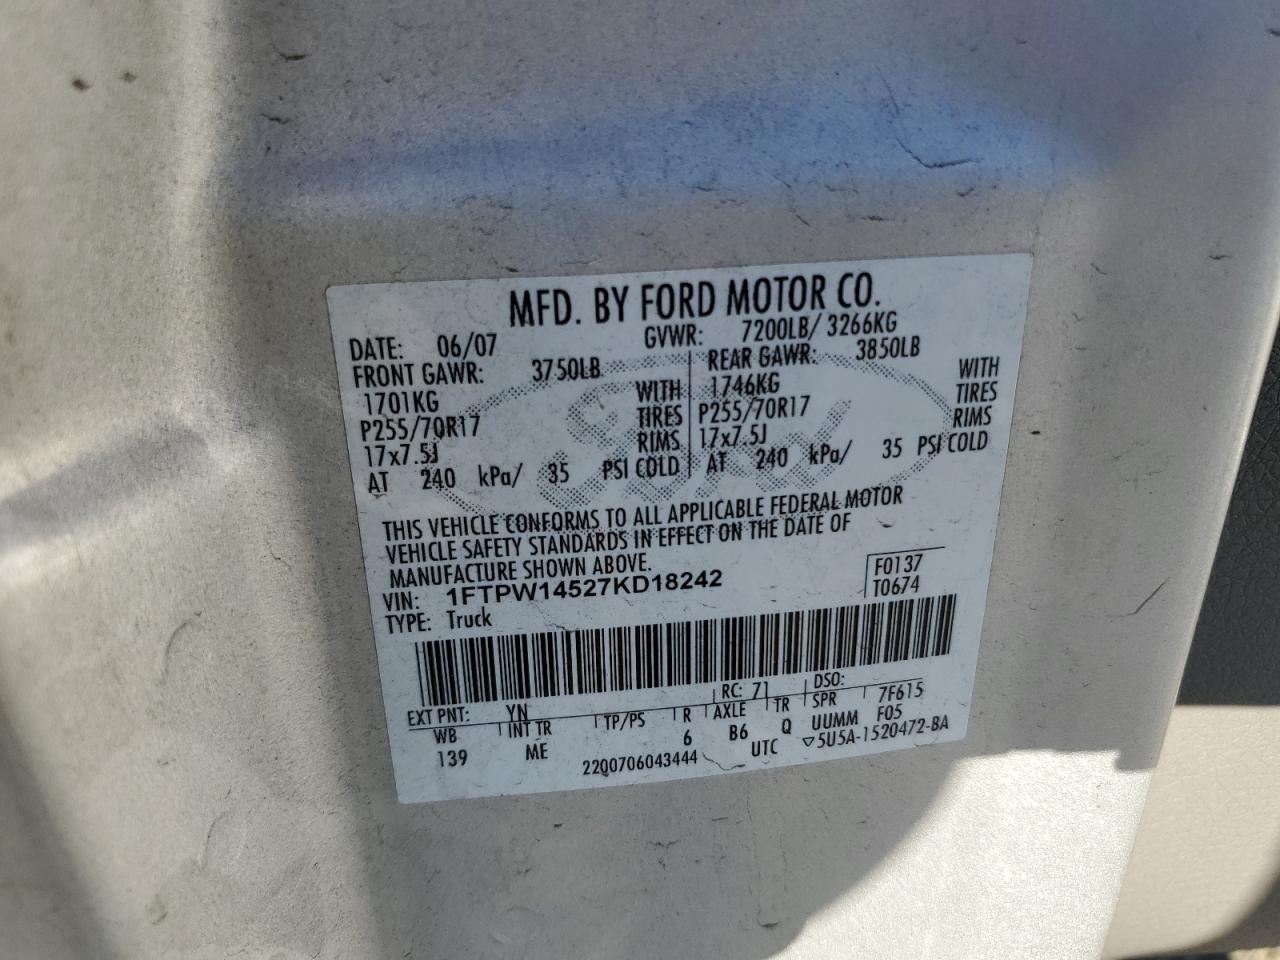 MFD. BY FORD MOTOR CO.
DATE: 06/07 GVWR: 7200LB/ 3266KG
FRONT GAWR: 3750LB REAR GAWR: 3850LB
1701KG WITH 1746KG WITH
P255/70R17 TIRES P255/70R17 TIRES
17x7.5J RIMS 17x7.5J RIMS
AT 240 kPa/ 35 PSI COLD AT 240 kPa/ 35 PSI COLD
THIS VEHICLE CONFORMS TO ALL APPLICABLE FEDERAL MOTOR
VEHICLE SAFETY STANDARDS IN EFFECT ON THE DATE OF
MANUFACTURE SHOWN ABOVE.
VIN: 1FTPW14527KD18242 F0137
TYPE: Truck T0674
EXT PNT: YN RC: 71 DSO:
WB INT TR TP/PS R AXLE TR SPR 7F615
139 ME 6 B6 Q UUMM F05
2200706043444 UTC ▽5U5A-1520472-BA
Ford